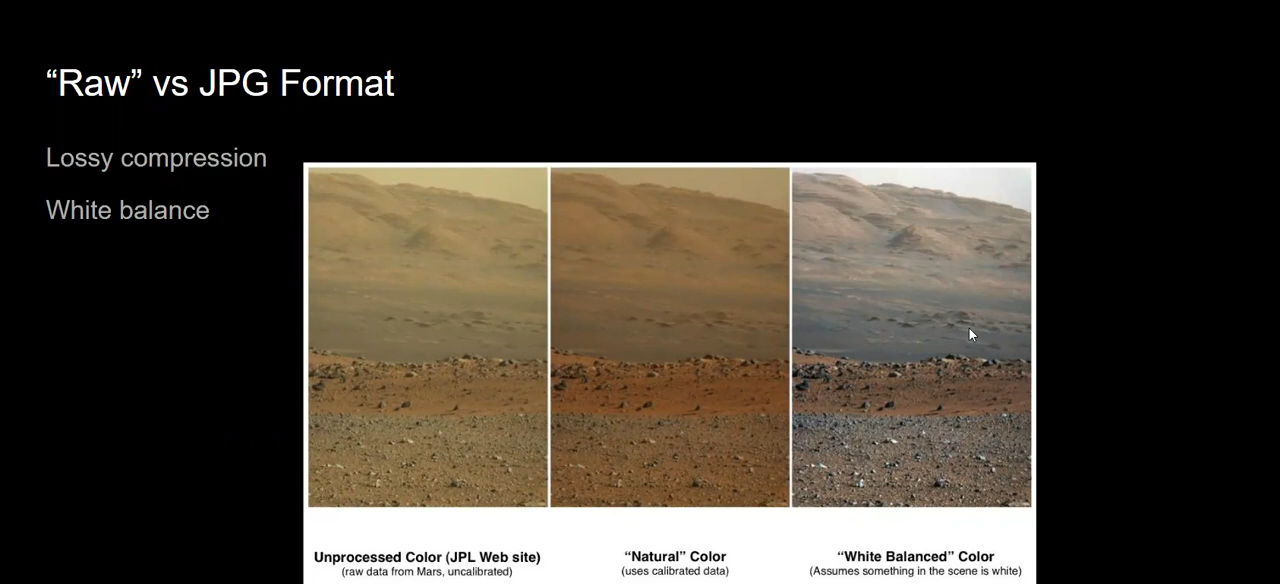 “Raw” vs JPG Format
Lossy compression
White balance
Unprocessed Color (JPL Web site)
(raw data from Mars, uncalibrated)
“Natural” Color
(uses calibrated data)
“White Balanced” Color
(Assumes something in the scene is white)